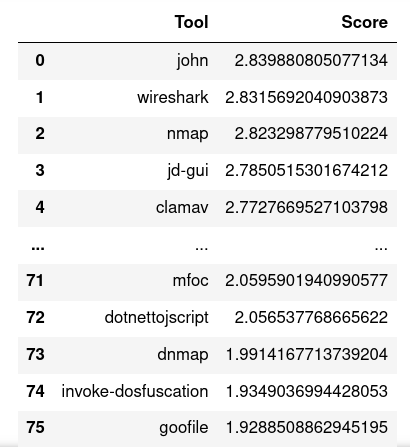 Tool Score
0 john 2.839880805077134
1 wireshark 2.8315692040903873
2 nmap 2.823298779510224
3 jd-gui 2.7850515301674212
4 clamav 2.7727669527103798
... ... ...
71 mfoc 2.0595901940990577
72 dotnettojscript 2.056537768665622
73 dnmap 1.9914167713739204
74 invoke-dosfuscation 1.9349036994428053
75 goofile 1.9288508862945195